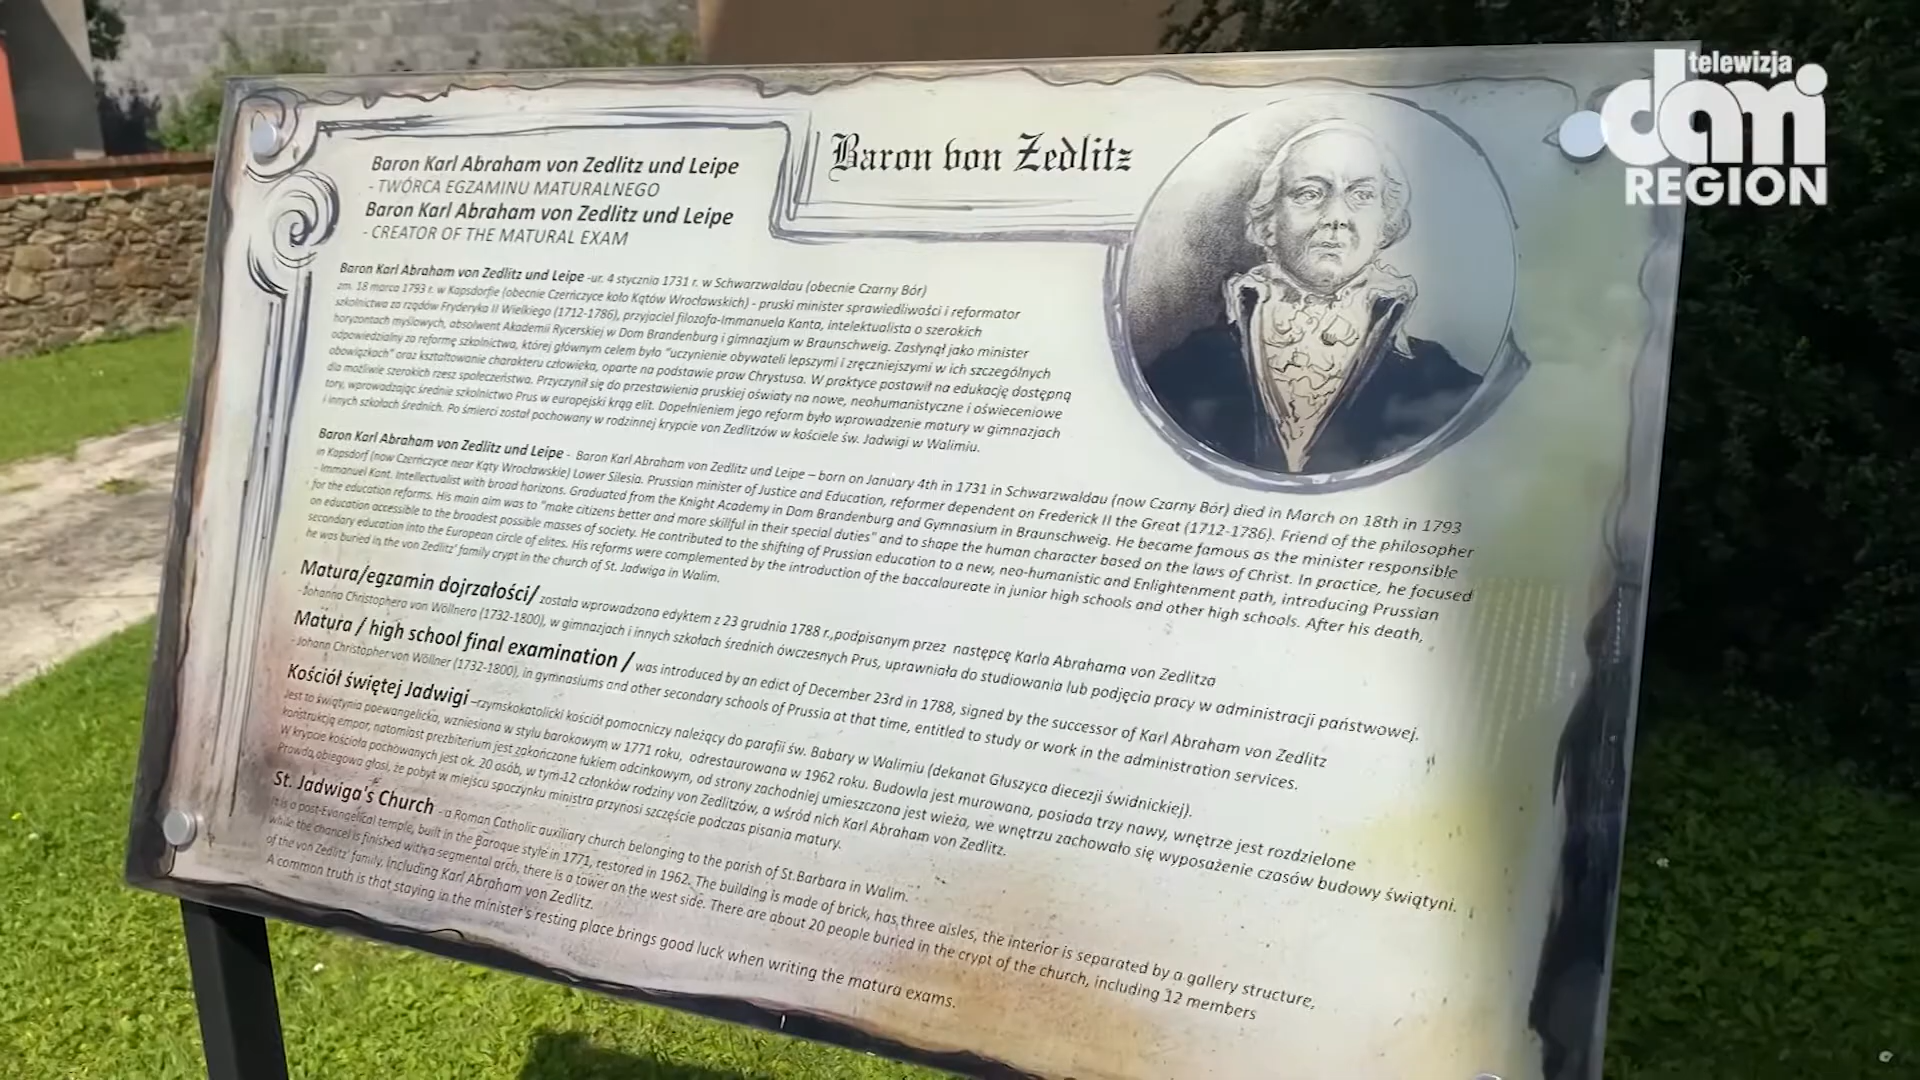 telewizja
dami
REGION
Baron von Zedlitz
Baron Karl Abraham von Zedlitz und Leipe
- TWÓRCA EGZAMINU MATURALNEGO
Baron Karl Abraham von Zedlitz und Leipe
- CREATOR OF THE MATURAL EXAM
Baron Karl Abraham von Zedlitz und Leipe -ur. 4 stycznia 1731 r. w Schwarzwaldau (obecnie Czarny Bór)
zm. 18 marca 1793 r. w Kapsdorfie (obecnie Czerńczyce koło Kątów Wrocławskich) - pruski minister sprawiedliwości i reformator
szkolnictwa za rządów Fryderyka II Wielkiego (1712-1786), przyjaciel filozofa-Immanuela Kanta, intelektualista o szerokich
horyzontach myślowych, absolwent Akademii Rycerskiej w Dom Brandenburg i gimnazjum w Braunschweig. Zasłynął jako minister
odpowiedzialny za reformę szkolnictwa, której głównym celem było "uczynienie obywateli lepszymi i zręczniejszymi w ich szczególnych
obowiązkach" oraz kształtowanie charakteru człowieka, oparte na podstawie praw Chrystusa. W praktyce postawił na edukację dostępną
dla możliwie szerokich rzesz społeczeństwa. Przyczynił się do przestawienia pruskiej oświaty na nowe, neohumanistyczne i oświeceniowe
tory, wprowadzając średnie szkolnictwo Prus w europejski krąg elit. Dopełnieniem jego reform było wprowadzenie matury w gimnazjach
i innych szkołach średnich. Po śmierci został pochowany w rodzinnej krypcie von Zedlitzów w kościele św. Jadwigi w Walimiu.
Baron Karl Abraham von Zedlitz und Leipe - Baron Karl Abraham von Zedlitz und Leipe – born on January 4th in 1731 in Schwarzwaldau (now Czarny Bór) died in March on 18th in 1793
in Kapsdorf (now Czerńczyce near Kąty Wrocławskie) Lower Silesia. Prussian minister of Justice and Education, reformer dependent on Frederick II the Great (1712-1786). Friend of the philosopher
- Immanuel Kant. Intellectualist with broad horizons. Graduated from the Knight Academy in Dom Brandenburg and Gymnasium in Braunschweig. He became famous as the minister responsible
for the education reforms. His main aim was to "make citizens better and more skillful in their special duties" and to shape the human character based on the laws of Christ. In practice, he focused
on education accessible to the broadest possible masses of society. He contributed to the shifting of Prussian education to a new, neo-humanistic and Enlightenment path, introducing Prussian
secondary education into the European circle of elites. His reforms were complemented by the introduction of the baccalaureate in junior high schools and other high schools. After his death,
he was buried in the von Zedlitz' family crypt in the church of St. Jadwiga in Walim.
Matura/egzamin dojrzałości/ została wprowadzona edyktem z 23 grudnia 1788 r.,podpisanym przez następcę Karla Abrahama von Zedlitza
- Johanna Christophera von Wöllnera (1732-1800), w gimnazjach i innych szkołach średnich ówczesnych Prus, uprawniała do studiowania lub podjęcia pracy w administracji państwowej.
Matura / high school final examination / was introduced by an edict of December 23rd in 1788, signed by the successor of Karl Abraham von Zedlitz
- Johann Christopher von Wöllner (1732-1800), in gymnasiums and other secondary schools of Prussia at that time, entitled to study or work in the administration services.
Kościół świętej Jadwigi –rzymskokatolicki kościół pomocniczy należący do parafii św. Babary w Walimiu (dekanat Głuszyca diecezji świdnickiej).
Jest to świątynia poewangelicka, wzniesiona w stylu barokowym w 1771 roku, odrestaurowana w 1962 roku. Budowla jest murowana, posiada trzy nawy, wnętrze jest rozdzielone
konstrukcją empor, natomiast prezbiterium jest zakończone łukiem odcinkowym, od strony zachodniej umieszczona jest wieża, we wnętrzu zachowało się wyposażenie czasów budowy świątyni.
W krypcie kościoła pochowanych jest ok. 20 osób, w tym-12 członków rodziny von Zedlitzów, a wśród nich Karl Abraham von Zedlitz.
Prawda obiegowa głosi, że pobyt w miejscu spoczynku ministra przynosi szczęście podczas pisania matury.
St. Jadwiga's Church - a Roman Catholic auxiliary church belonging to the parish of St.Barbara in Walim.
It is a post-Evangelical temple, built in the Baroque style in 1771, restored in 1962. The building is made of brick, has three aisles, the interior is separated by a gallery structure,
while the chancel is finished with a segmental arch, there is a tower on the west side. There are about 20 people buried in the crypt of the church, including 12 members
of the von Zedlitz' family, including Karl Abraham von Zedlitz.
A common truth is that staying in the minister's resting place brings good luck when writing the matura exams.